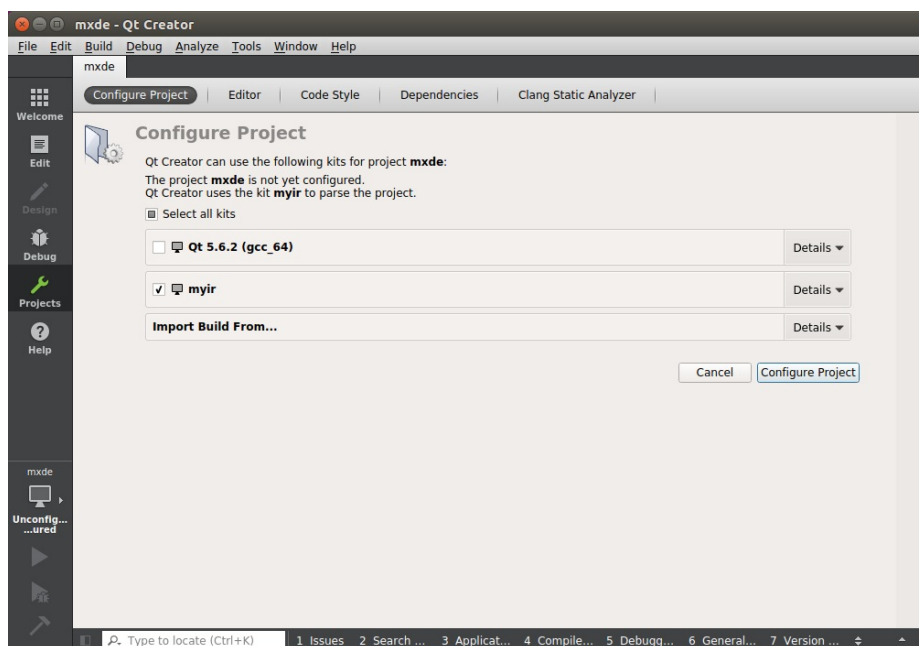 mxde - Qt Creator
File Edit Build Debug Analyze Tools Window Help
mxde
Configure Project Editor Code Style Dependencies Clang Static Analyzer
Welcome
Edit
Design
Debug
Projects
Help
Configure Project
Qt Creator can use the following kits for project mxde:
The project mxde is not yet configured.
Qt Creator uses the kit myir to parse the project.
Select all kits
Qt 5.6.2 (gcc_64) Details
myir Details
Import Build From... Details
Cancel Configure Project
mxde
Unconfig...
...ured
Type to locate (Ctrl+K) 1 Issues 2 Search ... 3 Applicat... 4 Compile... 5 Debugg... 6 General... 7 Version ...